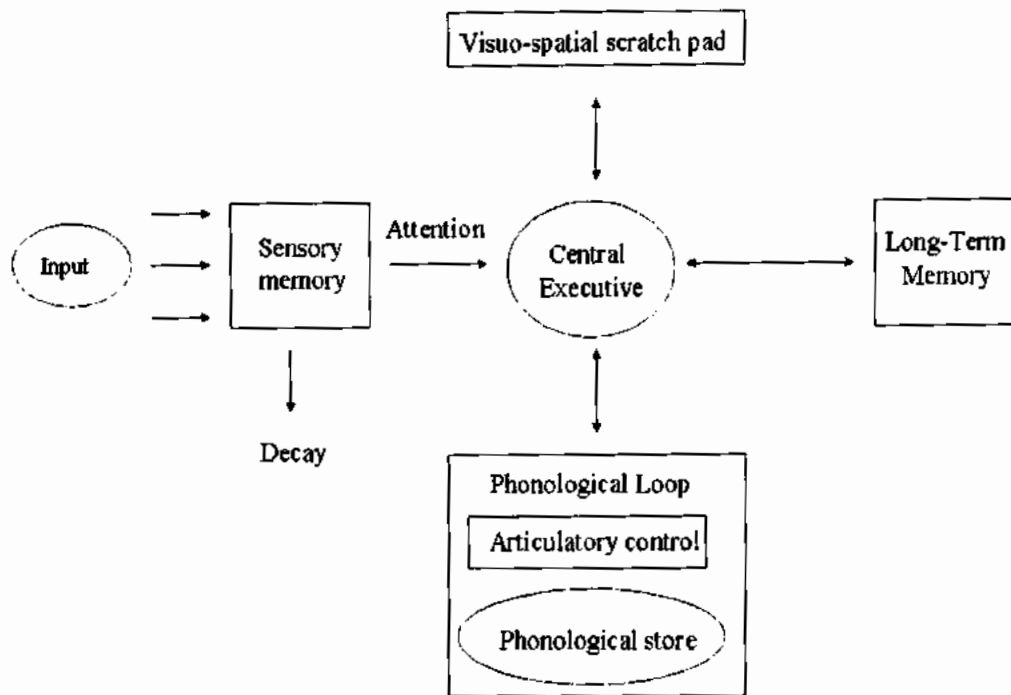 Visuo-spatial scratch pad
Input
Sensory
memory
Attention
Central
Executive
Long-Term
Memory
Decay
Phonological Loop
Articulatory control
Phonological store